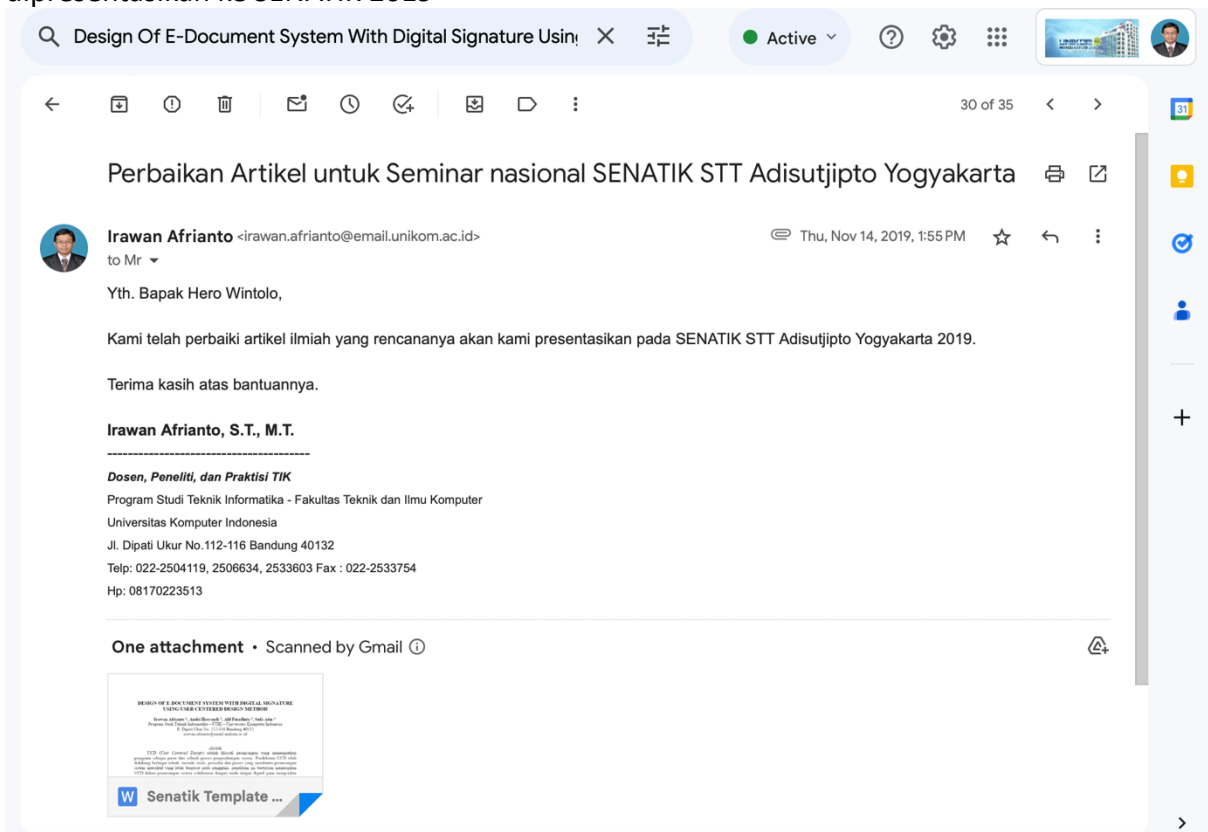 Design Of E-Document System With Digital Signature Using
Active
30 of 35
31
Perbaikan Artikel untuk Seminar nasional SENATIK STT Adisutjipto Yogyakarta
Irawan Afrianto <irawan.afrianto@email.unikom.ac.id>
Thu, Nov 14, 2019, 1:55 PM
to Mr
Yth. Bapak Hero Wintolo,
Kami telah perbaiki artikel ilmiah yang rencananya akan kami presentasikan pada SENATIK STT Adisutjipto Yogyakarta 2019.
Terima kasih atas bantuannya.
Irawan Afrianto, S.T., M.T.
---------------------------------------
Dosen, Peneliti, dan Praktisi TIK
Program Studi Teknik Informatika - Fakultas Teknik dan Ilmu Komputer
Universitas Komputer Indonesia
Jl. Dipati Ukur No.112-116 Bandung 40132
Telp: 022-2504119, 2506634, 2533603 Fax : 022-2533754
Hp: 08170223513
One attachment • Scanned by Gmail
DESIGN OF E-DOCUMENT SYSTEM WITH DIGITAL SIGNATURE
USING USER CENTERED DESIGN METHOD
W Senatik Template ...